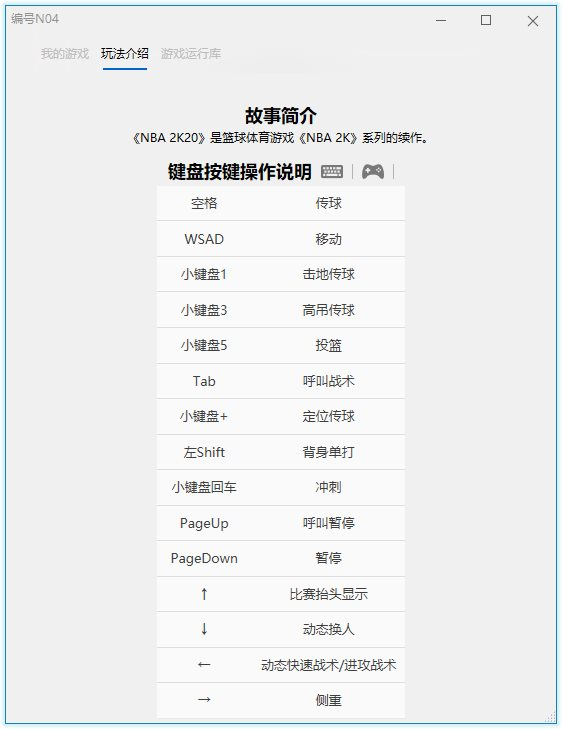 编号N04
我的游戏 玩法介绍 游戏运行库
故事简介
《NBA 2K20》是篮球体育游戏《NBA 2K》系列的续作。
键盘按键操作说明
空格 传球
WSAD 移动
小键盘1 击地传球
小键盘3 高吊传球
小键盘5 投篮
Tab 呼叫战术
小键盘+ 定位传球
左Shift 背身单打
小键盘回车 冲刺
PageUp 呼叫暂停
PageDown 暂停
↑ 比赛抬头显示
↓ 动态换人
← 动态快速战术/进攻战术
→ 侧重